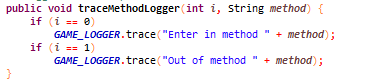 public void traceMethodLogger(int i, String method) {
    if (i == 0)
        GAME_LOGGER.trace("Enter in method " + method);
    if (i == 1)
        GAME_LOGGER.trace("Out of method " + method);
}